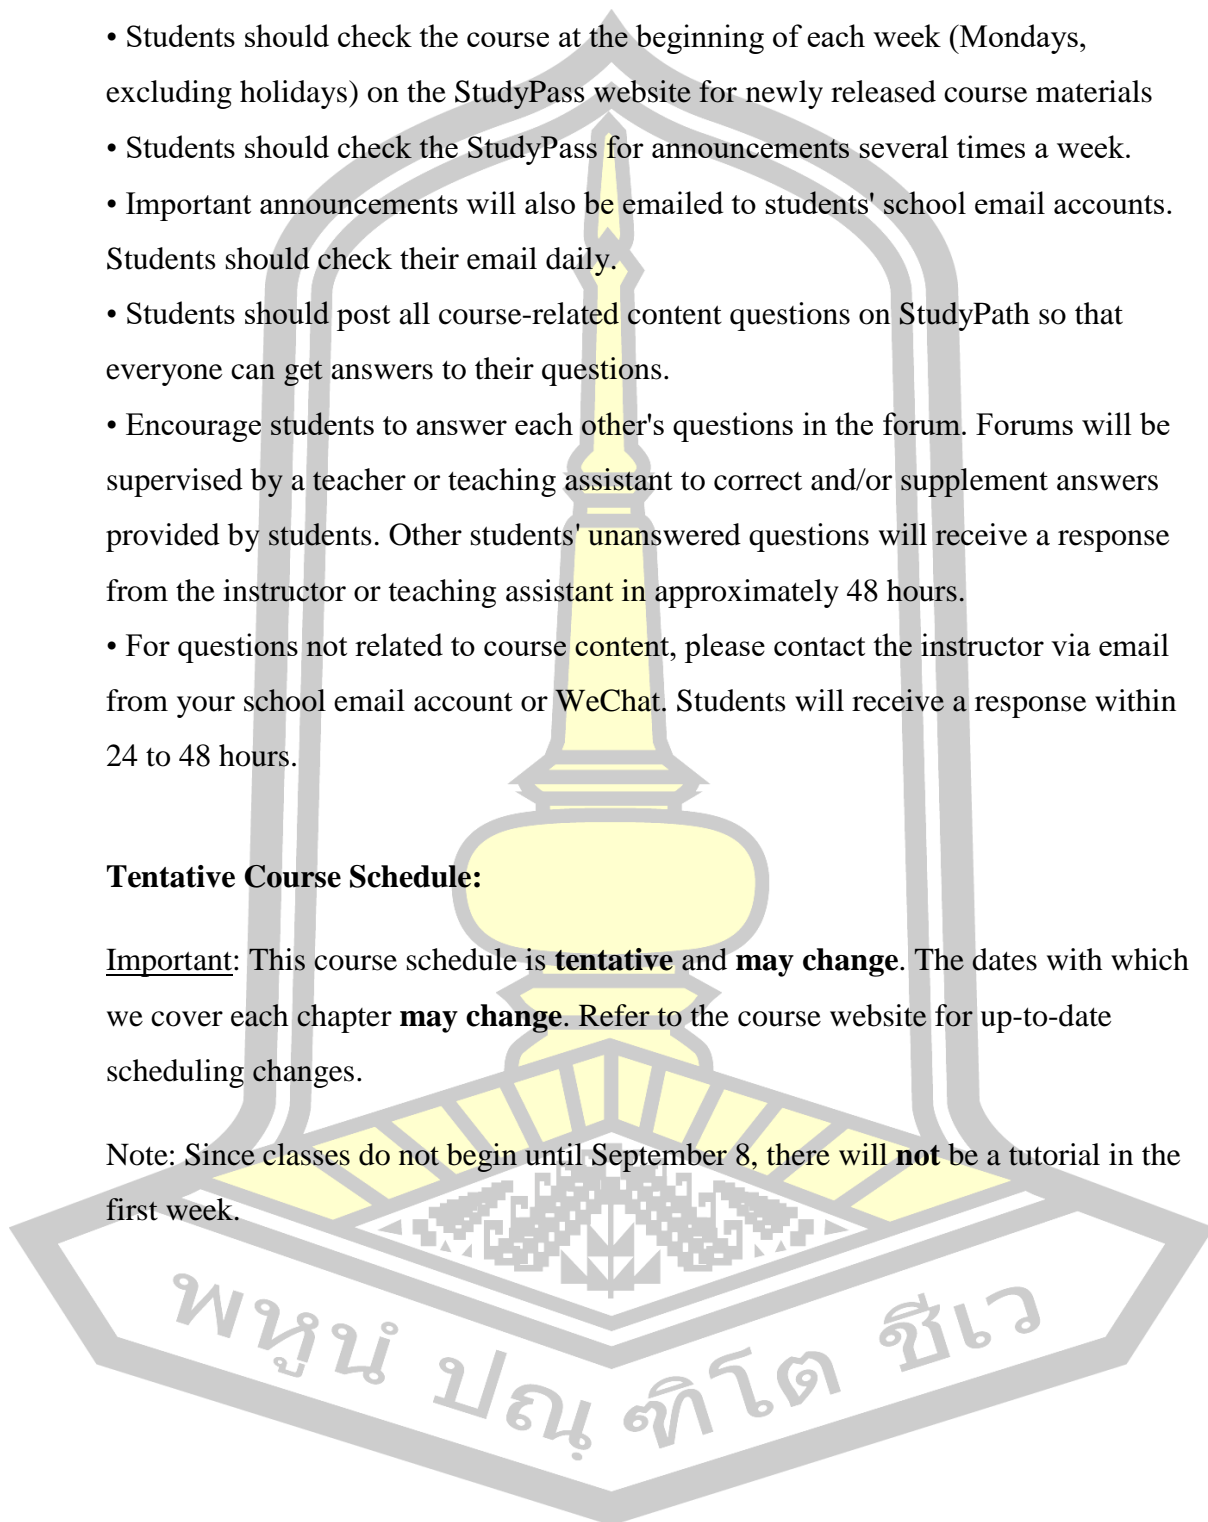 • Students should check the course at the beginning of each week (Mondays,
excluding holidays) on the StudyPass website for newly released course materials
• Students should check the StudyPass for announcements several times a week.
• Important announcements will also be emailed to students' school email accounts.
Students should check their email daily.
• Students should post all course-related content questions on StudyPath so that
everyone can get answers to their questions.
• Encourage students to answer each other's questions in the forum. Forums will be
supervised by a teacher or teaching assistant to correct and/or supplement answers
provided by students. Other students' unanswered questions will receive a response
from the instructor or teaching assistant in approximately 48 hours.
• For questions not related to course content, please contact the instructor via email
from your school email account or WeChat. Students will receive a response within
24 to 48 hours.
Tentative Course Schedule:
Important: This course schedule is tentative and may change. The dates with which
we cover each chapter may change. Refer to the course website for up-to-date
scheduling changes.
Note: Since classes do not begin until September 8, there will not be a tutorial in the
first week.
พหูนํ ปณฺ ฑิโต ชีเว